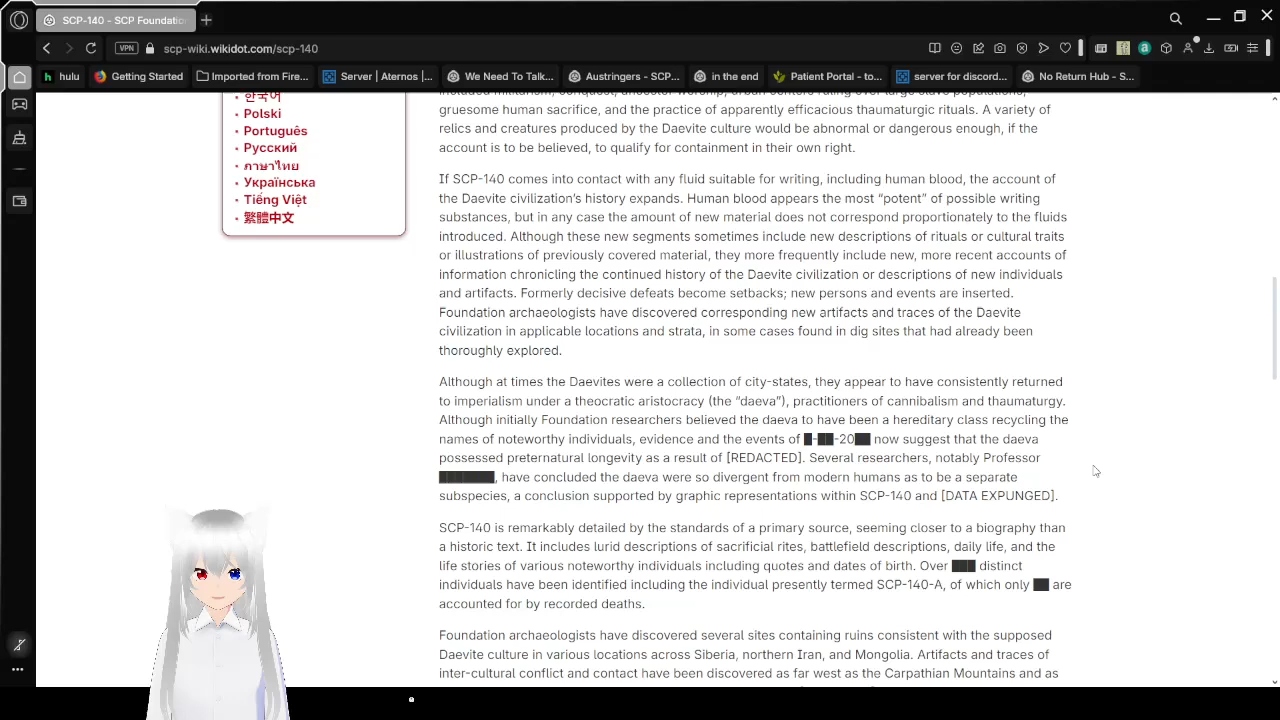 SCP-140 - SCP Foundation
scp-wiki.wikidot.com/scp-140
VPN
hulu
Getting Started
Imported from Fire...
Server | Aternos |...
We Need To Talk...
Austringers - SCP...
in the end
Patient Portal - to...
server for discord...
No Return Hub - S...
한국어
Polski
Português
Русский
ภาษาไทย
Українська
Tiếng Việt
繁體中文
included militarism, conquest, ancestor worship, urban centers ruling over large slave populations,
gruesome human sacrifice, and the practice of apparently efficacious thaumaturgic rituals. A variety of
relics and creatures produced by the Daevite culture would be abnormal or dangerous enough, if the
account is to be believed, to qualify for containment in their own right.
If SCP-140 comes into contact with any fluid suitable for writing, including human blood, the account of
the Daevite civilization's history expands. Human blood appears the most “potent” of possible writing
substances, but in any case the amount of new material does not correspond proportionately to the fluids
introduced. Although these new segments sometimes include new descriptions of rituals or cultural traits
or illustrations of previously covered material, they more frequently include new, more recent accounts of
information chronicling the continued history of the Daevite civilization or descriptions of new individuals
and artifacts. Formerly decisive defeats become setbacks; new persons and events are inserted.
Foundation archaeologists have discovered corresponding new artifacts and traces of the Daevite
civilization in applicable locations and strata, in some cases found in dig sites that had already been
thoroughly explored.
Although at times the Daevites were a collection of city-states, they appear to have consistently returned
to imperialism under a theocratic aristocracy (the “daeva”), practitioners of cannibalism and thaumaturgy.
Although initially Foundation researchers believed the daeva to have been a hereditary class recycling the
names of noteworthy individuals, evidence and the events of █-██-20██ now suggest that the daeva
possessed preternatural longevity as a result of [REDACTED]. Several researchers, notably Professor
███████, have concluded the daeva were so divergent from modern humans as to be a separate
subspecies, a conclusion supported by graphic representations within SCP-140 and [DATA EXPUNGED].
SCP-140 is remarkably detailed by the standards of a primary source, seeming closer to a biography than
a historic text. It includes lurid descriptions of sacrificial rites, battlefield descriptions, daily life, and the
life stories of various noteworthy individuals including quotes and dates of birth. Over ███ distinct
individuals have been identified including the individual presently termed SCP-140-A, of which only ██ are
accounted for by recorded deaths.
Foundation archaeologists have discovered several sites containing ruins consistent with the supposed
Daevite culture in various locations across Siberia, northern Iran, and Mongolia. Artifacts and traces of
inter-cultural conflict and contact have been discovered as far west as the Carpathian Mountains and as